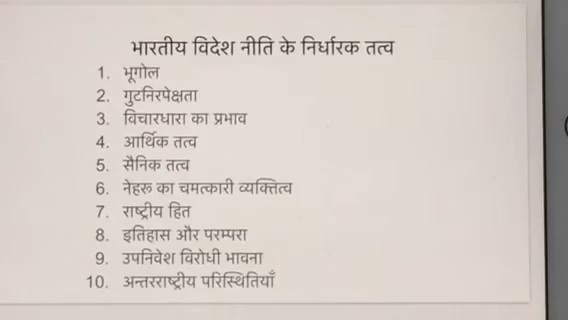 भारतीय विदेश नीति के निर्धारक तत्व
1. भूगोल
2. गुटनिरपेक्षता
3. विचारधारा का प्रभाव
4. आर्थिक तत्व
5. सैनिक तत्व
6. नेहरू का चमत्कारी व्यक्तित्व
7. राष्ट्रीय हित
8. इतिहास और परम्परा
9. उपनिवेश विरोधी भावना
10. अन्तरराष्ट्रीय परिस्थितियाँ